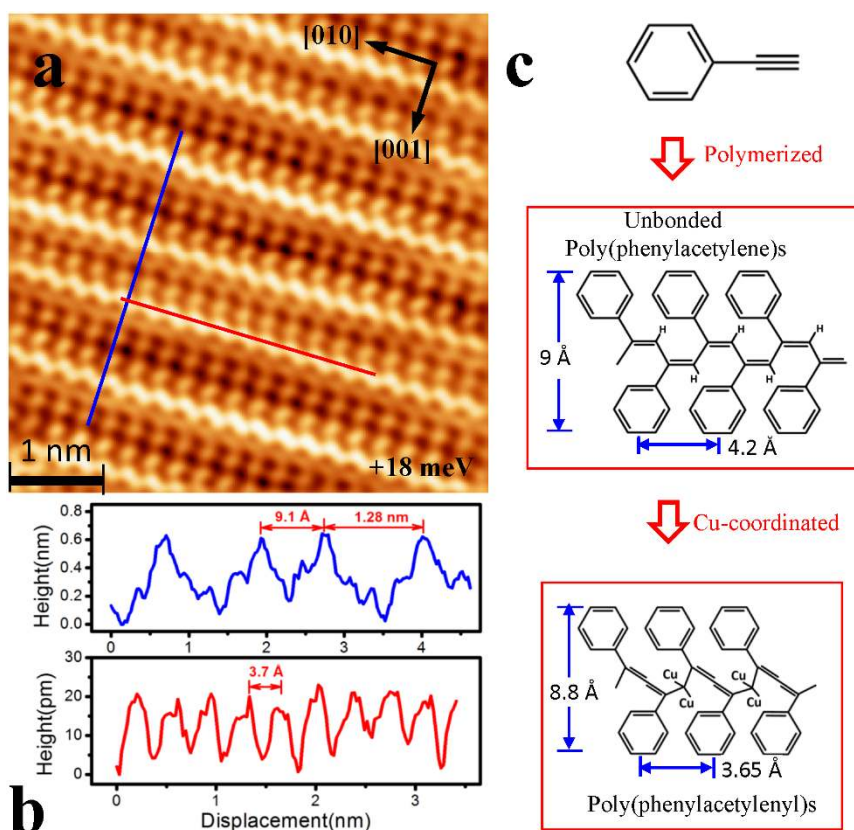 a
[010]
[001]
1 nm
+18 meV
Height(nm)
0.8
0.6
0.4
0.2
0.0
9.1 Å
1.28 nm
0
1
2
3
4
Height(pm)
30
20
10
0
3.7 Å
0
1
2
3
Displacement(nm)
b
c
Polymerized
Unbonded
Poly(phenylacetylene)s
H
H
H
H
H
9 Å
4.2 Å
Cu-coordinated
Cu
Cu
Cu
Cu
8.8 Å
3.65 Å
Poly(phenylacetylenyl)s